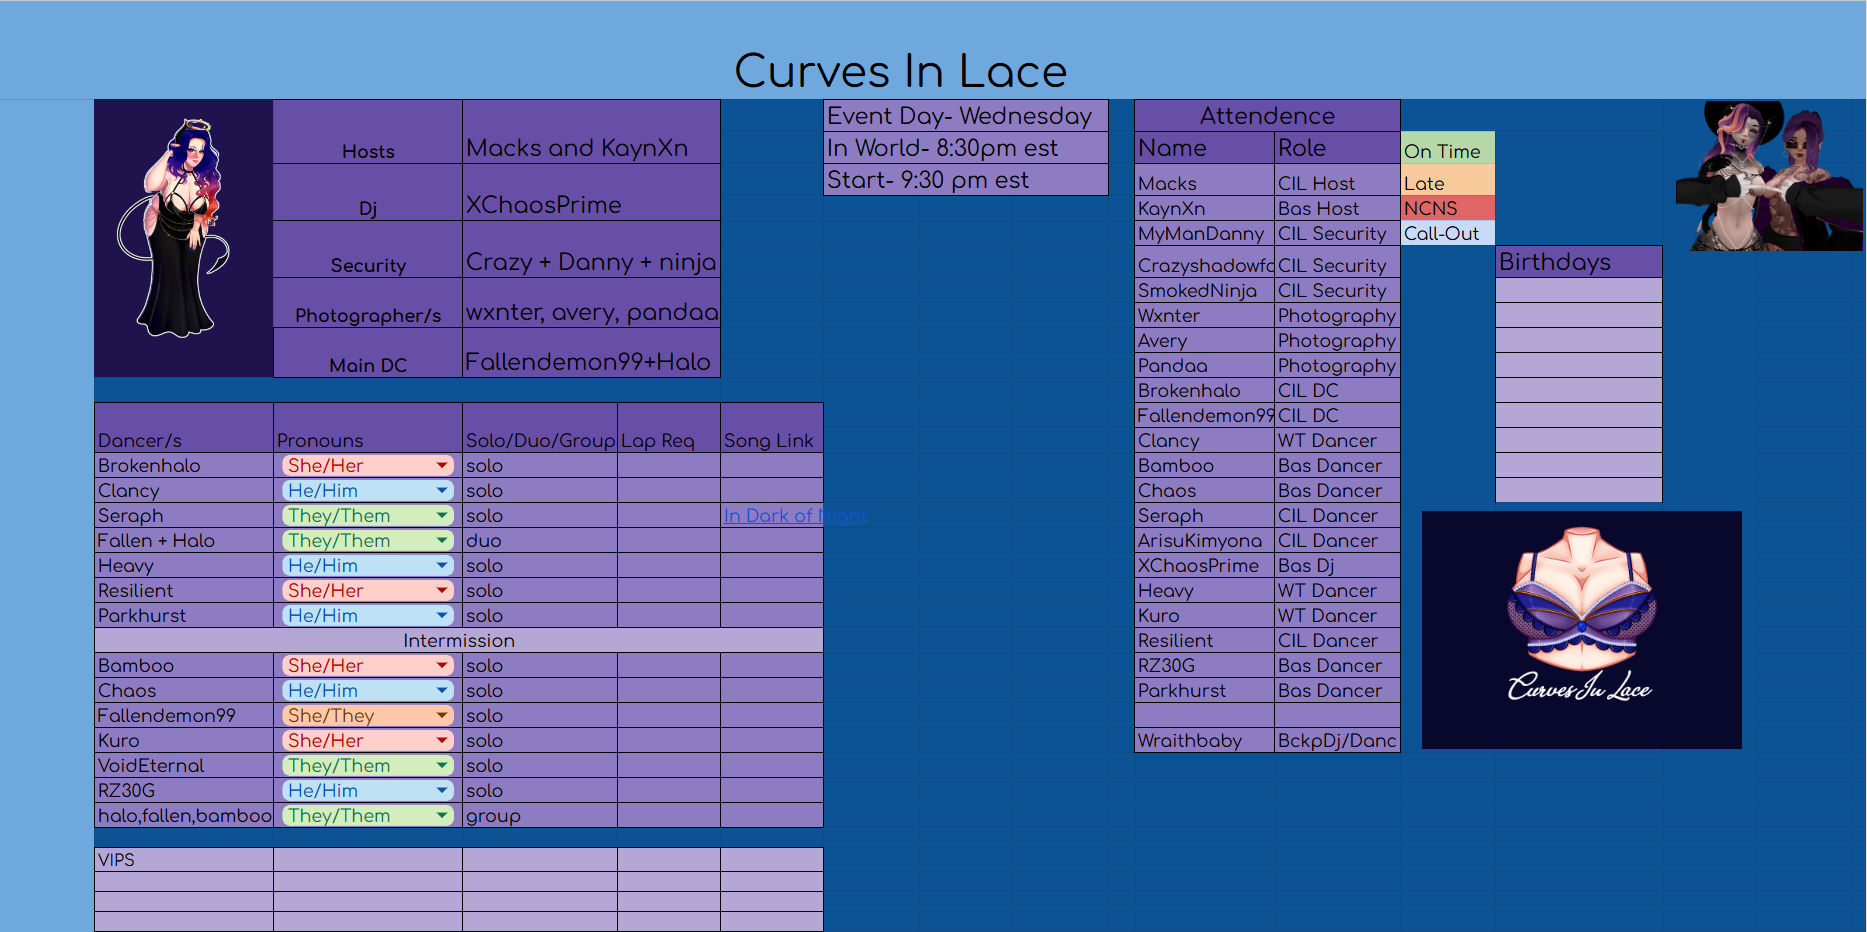 Curves In Lace
Hosts Macks and KaynXn
Dj XChaosPrime
Security Crazy + Danny + ninja
Photographer/s wxnter, avery, pandaa
Main DC Fallendemon99+Halo
Event Day- Wednesday
In World- 8:30pm est
Start- 9:30 pm est
Dancer/s Pronouns Solo/Duo/Group Lap Req Song Link
Brokenhalo She/Her solo
Clancy He/Him solo
Seraph They/Them solo In Dark of Night
Fallen + Halo They/Them duo
Heavy He/Him solo
Resilient She/Her solo
Parkhurst He/Him solo
Intermission
Bamboo She/Her solo
Chaos He/Him solo
Fallendemon99 She/They solo
Kuro She/Her solo
VoidEternal They/Them solo
RZ30G He/Him solo
halo,fallen,bamboo They/Them group
VIPS
Attendence
Name Role
Macks CIL Host
KaynXn Bas Host
MyManDanny CIL Security
Crazyshadowfo CIL Security
SmokedNinja CIL Security
Wxnter Photography
Avery Photography
Pandaa Photography
Brokenhalo CIL DC
Fallendemon99 CIL DC
Clancy WT Dancer
Bamboo Bas Dancer
Chaos Bas Dancer
Seraph CIL Dancer
ArisuKimyona CIL Dancer
XChaosPrime Bas Dj
Heavy WT Dancer
Kuro WT Dancer
Resilient CIL Dancer
RZ30G Bas Dancer
Parkhurst Bas Dancer
Wraithbaby BckpDj/Danc
On Time
Late
NCNS
Call-Out
Birthdays
Curves In Lace